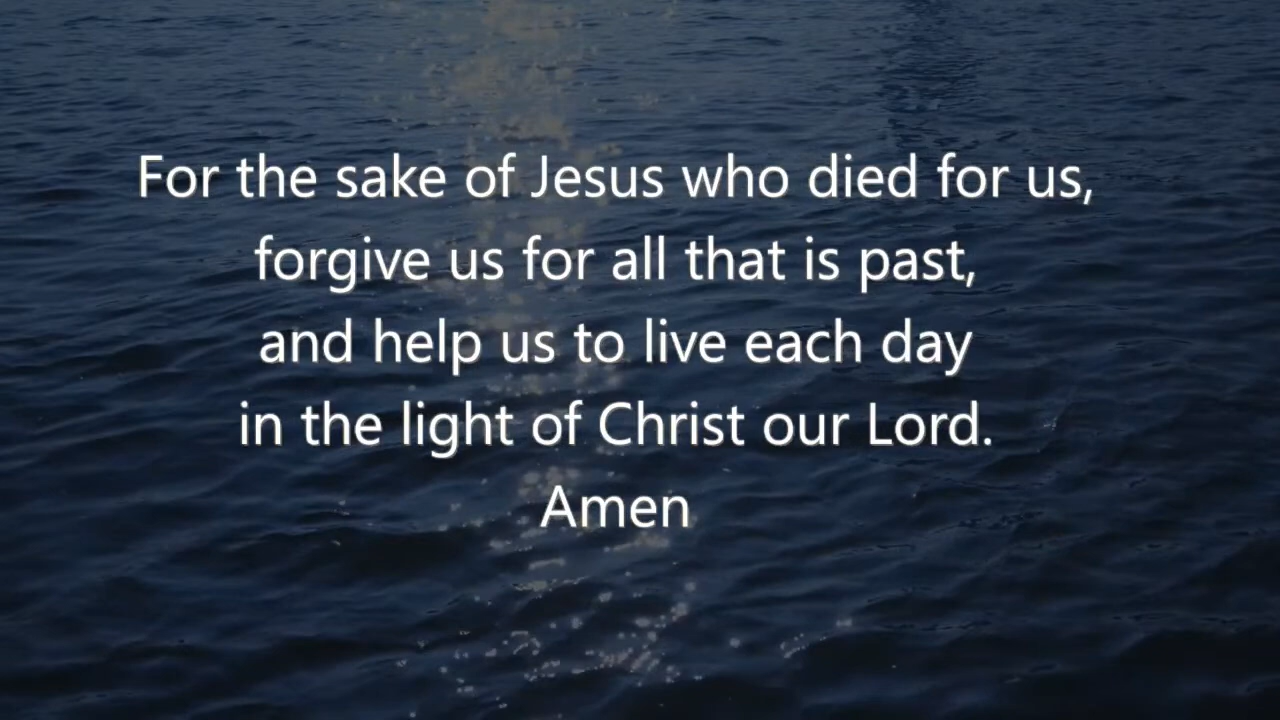 For the sake of Jesus who died for us,
forgive us for all that is past,
and help us to live each day
in the light of Christ our Lord.
Amen